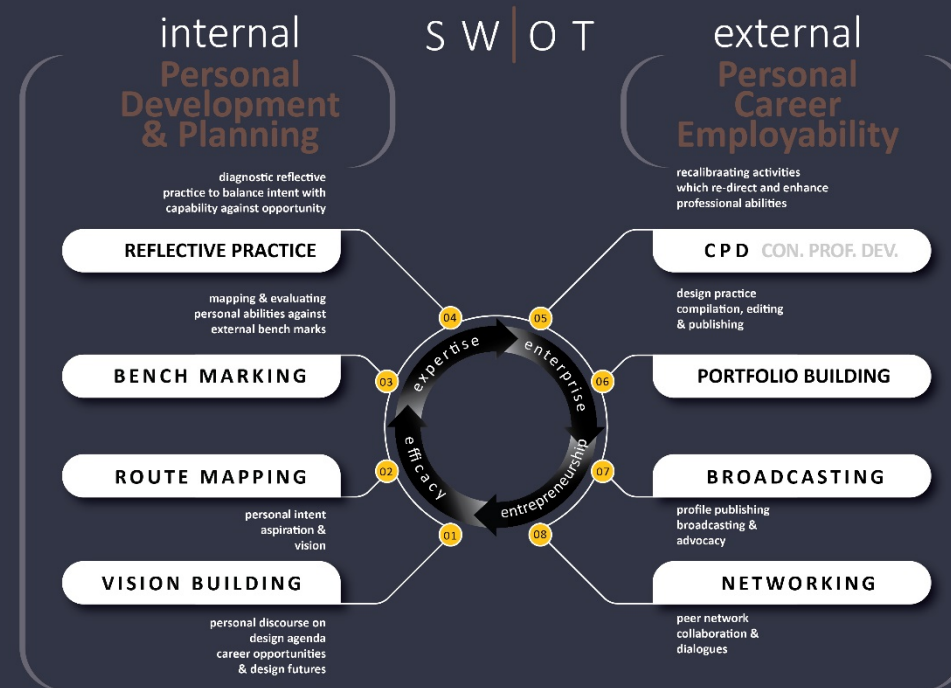 internal
SW|OT
external
Personal
Development
& Planning
Personal
Career
Employability
diagnostic reflective
practice to balance intent with
capability against opportunity
REFLECTIVE PRACTICE
mapping & evaluating
personal abilities against
external bench marks
BENCH MARKING
ROUTE MAPPING
personal intent
aspiration &
vision
VISION BUILDING
personal discourse on
design agenda
career opportunities
& design futures
04
03
02
01
expertise
enterprise
efficacy
entrepreneurship
05
06
07
08
recalibraating activities
which re-direct and enhance
professional abilities
CPD CON. PROF. DEV.
design practice
compilation, editing
& publishing
PORTFOLIO BUILDING
BROADCASTING
profile publishing
broadcasting &
advocacy
NETWORKING
peer network
collaboration &
dialogues